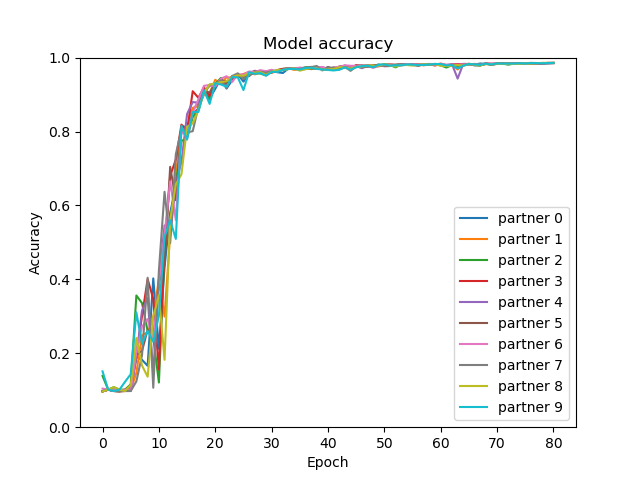 Model accuracy
Accuracy
1.0
0.8
0.6
0.4
0.2
0.0
0 10 20 30 40 50 60 70 80
Epoch
partner 0
partner 1
partner 2
partner 3
partner 4
partner 5
partner 6
partner 7
partner 8
partner 9